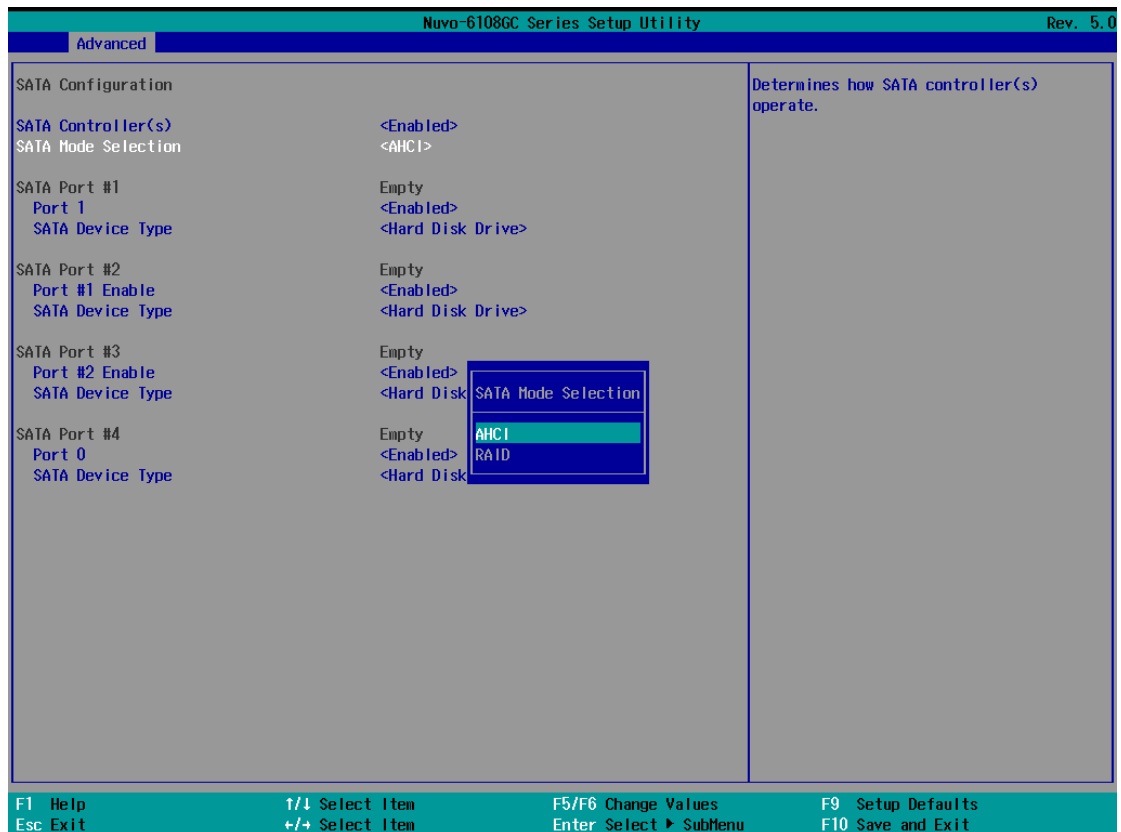 Nuvo-6108GC Series Setup Utility Rev. 5.0
Advanced
SATA Configuration
Determines how SATA controller(s)
operate.
SATA Controller(s) <Enabled>
SATA Mode Selection <AHCI>
SATA Port #1 Empty
Port 1 <Enabled>
SATA Device Type <Hard Disk Drive>
SATA Port #2 Empty
Port #1 Enable <Enabled>
SATA Device Type <Hard Disk Drive>
SATA Port #3 Empty
Port #2 Enable <Enabled>
SATA Device Type <Hard Disk
SATA Port #4 Empty
Port 0 <Enabled>
SATA Device Type <Hard Disk
SATA Mode Selection
AHCI
RAID
F1 Help ↑/↓ Select Item F5/F6 Change Values F9 Setup Defaults
Esc Exit ←/→ Select Item Enter Select ▶ SubMenu F10 Save and Exit